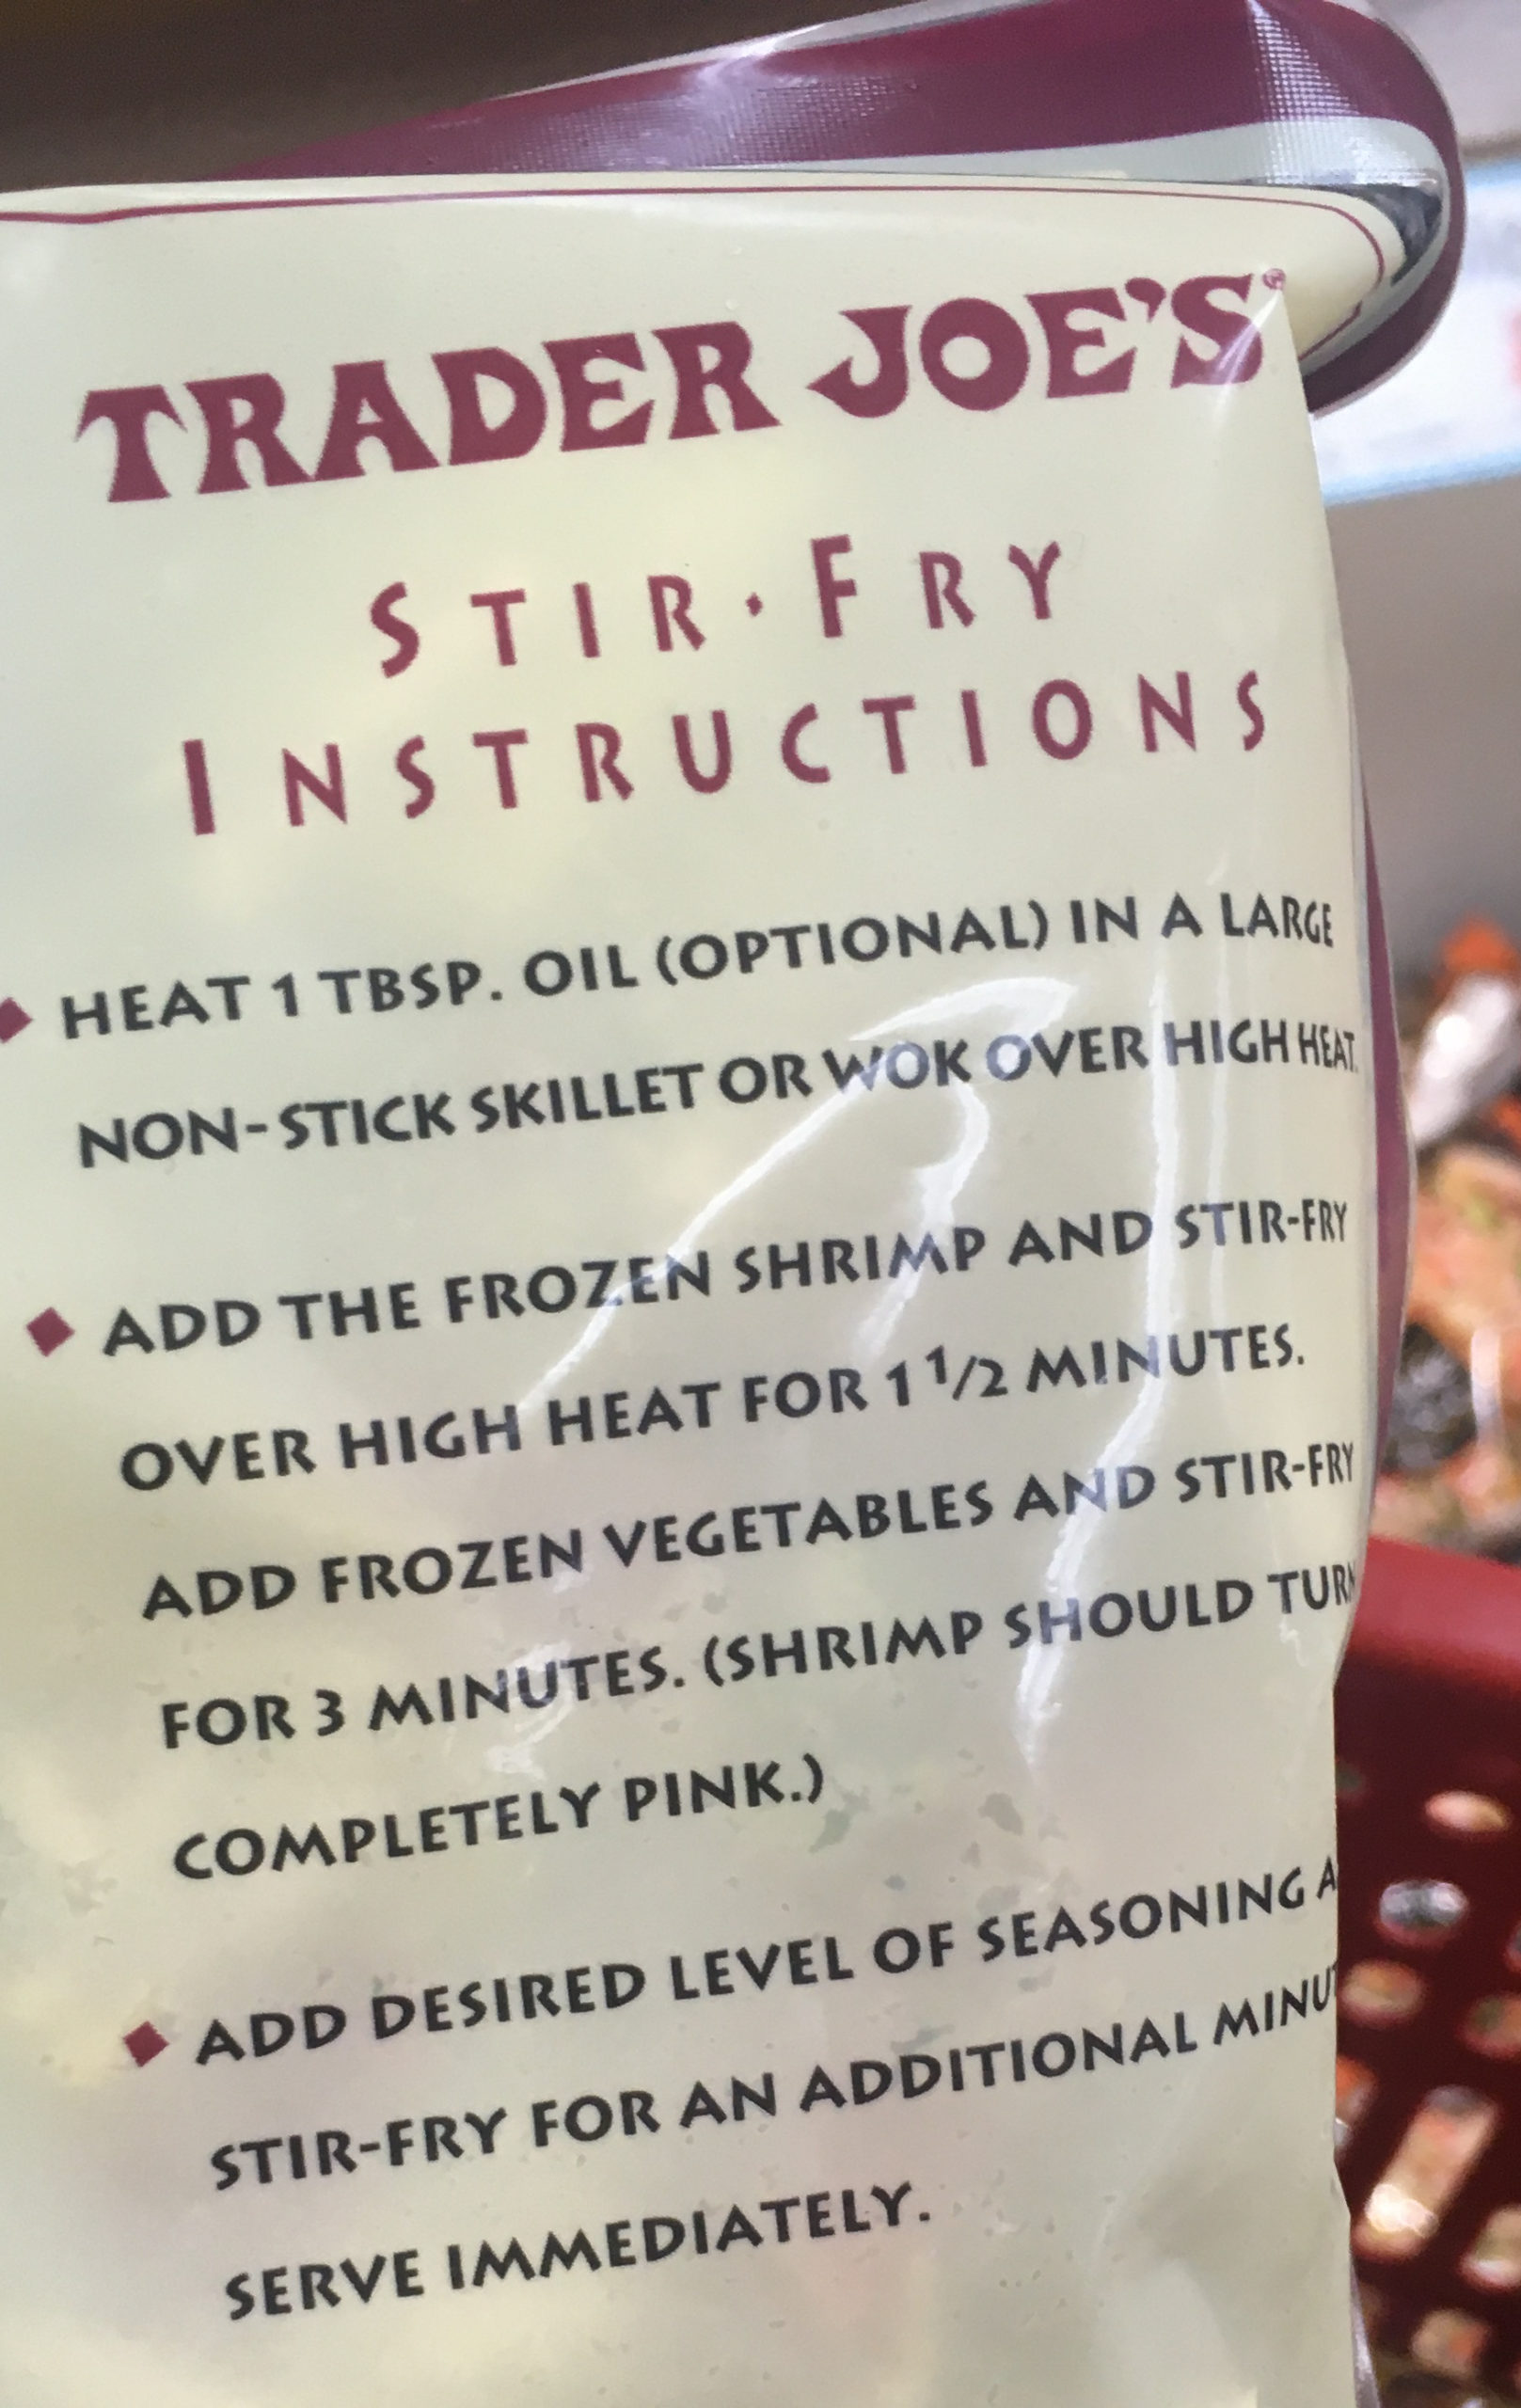 TRADER JOE'S®
STIR·FRY
INSTRUCTIONS
◆ HEAT 1 TBSP. OIL (OPTIONAL) IN A LARGE
NON-STICK SKILLET OR WOK OVER HIGH HEAT.
◆ ADD THE FROZEN SHRIMP AND STIR-FRY
OVER HIGH HEAT FOR 1 1/2 MINUTES.
ADD FROZEN VEGETABLES AND STIR-FRY
FOR 3 MINUTES. (SHRIMP SHOULD TURN
COMPLETELY PINK.)
◆ ADD DESIRED LEVEL OF SEASONING
STIR-FRY FOR AN ADDITIONAL
SERVE IMMEDIATELY.